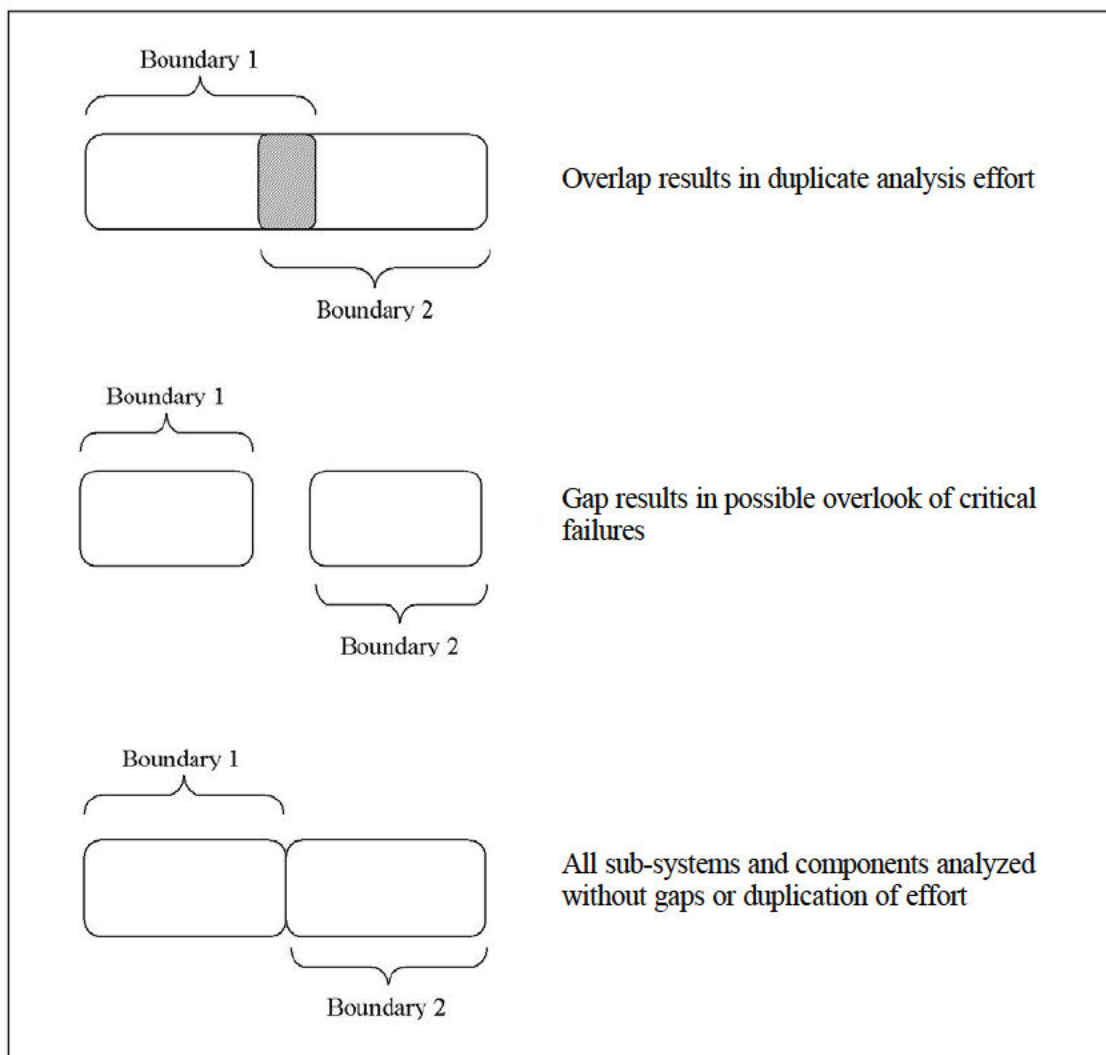 Boundary 1
Overlap results in duplicate analysis effort
Boundary 2
Boundary 1
Gap results in possible overlook of critical
failures
Boundary 2
Boundary 1
All sub-systems and components analyzed
without gaps or duplication of effort
Boundary 2